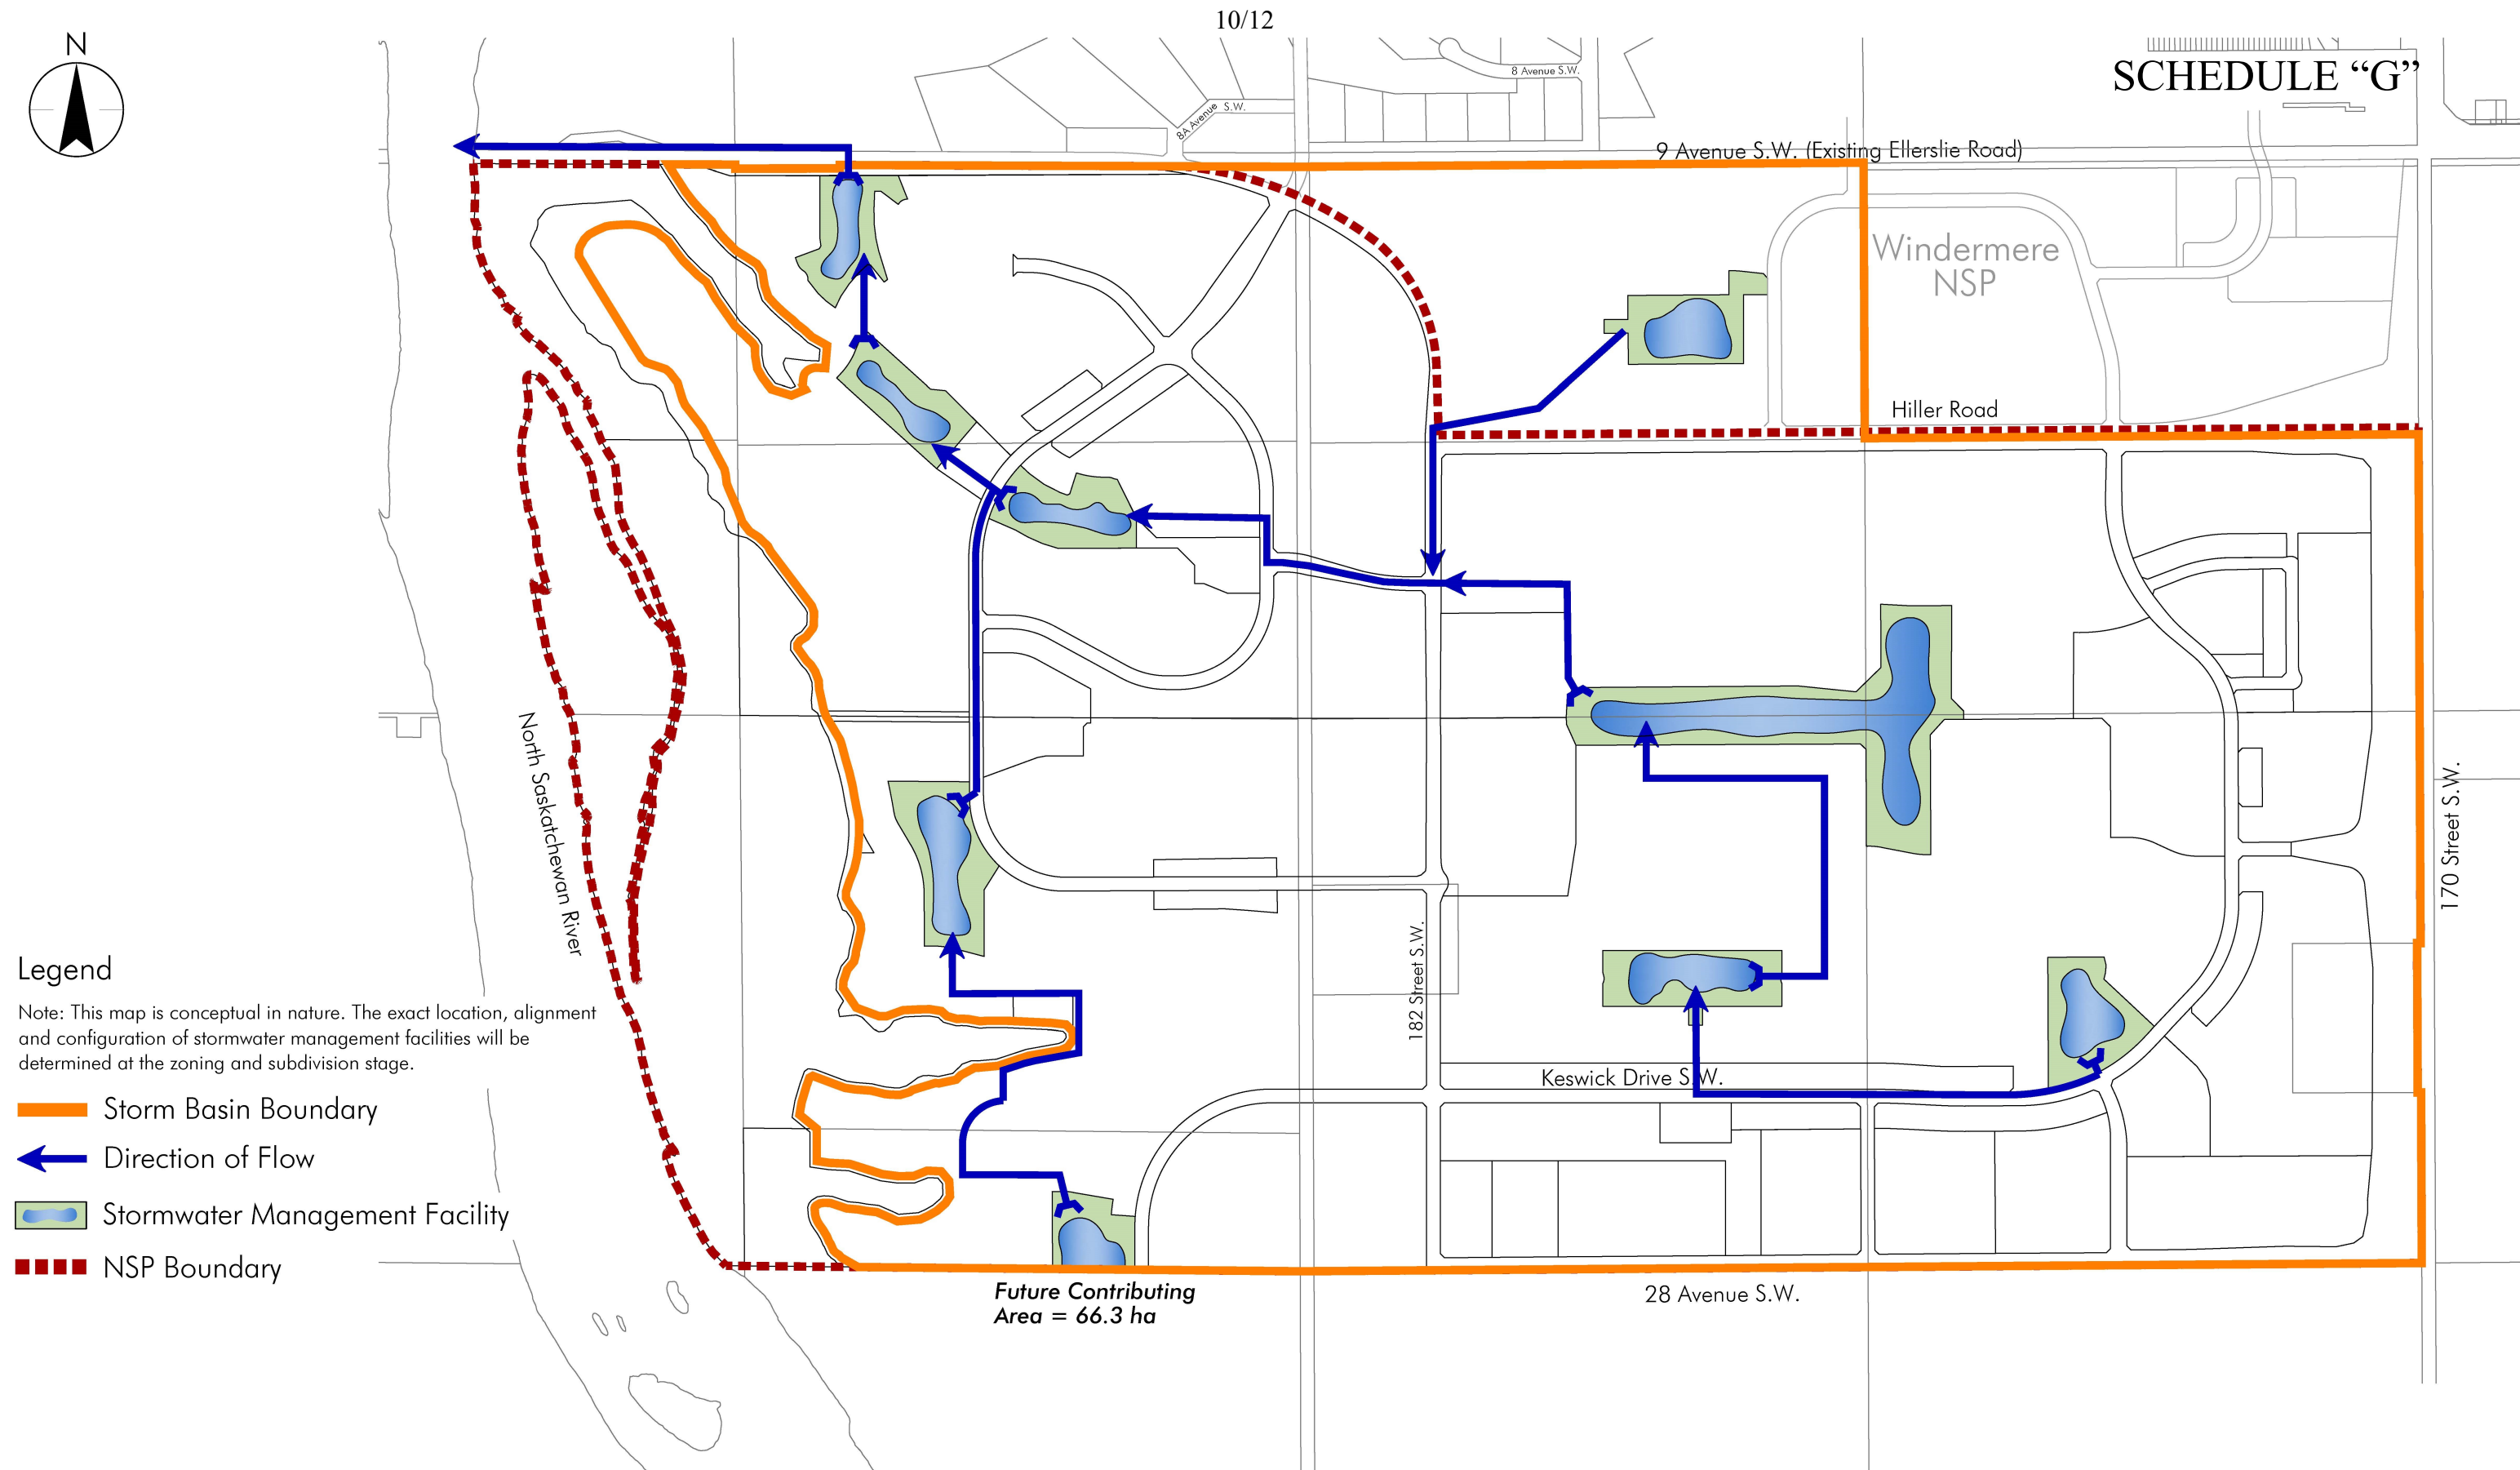 10/12
N
SCHEDULE “G”
8 Avenue S.W.
8A Avenue S.W.
9 Avenue S.W. (Existing Ellerslie Road)
Windermere
NSP
Hiller Road
North Saskatchewan River
170 Street S.W.
182 Street S.W.
Keswick Drive S.W.
Legend
Note: This map is conceptual in nature. The exact location, alignment
and configuration of stormwater management facilities will be
determined at the zoning and subdivision stage.
Storm Basin Boundary
Direction of Flow
Stormwater Management Facility
NSP Boundary
Future Contributing
Area = 66.3 ha
28 Avenue S.W.